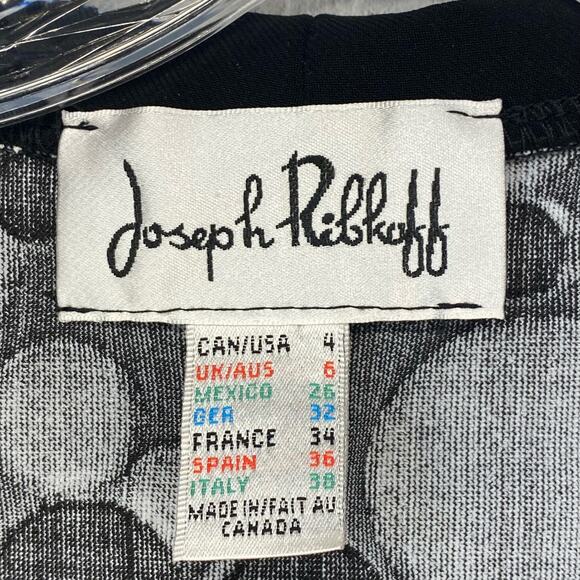 Joseph Ribkoff
CAN/USA 4
UK/AUS 6
MEXICO 26
GER 32
FRANCE 34
SPAIN 36
ITALY 38
MADE IN/FAIT AU
CANADA